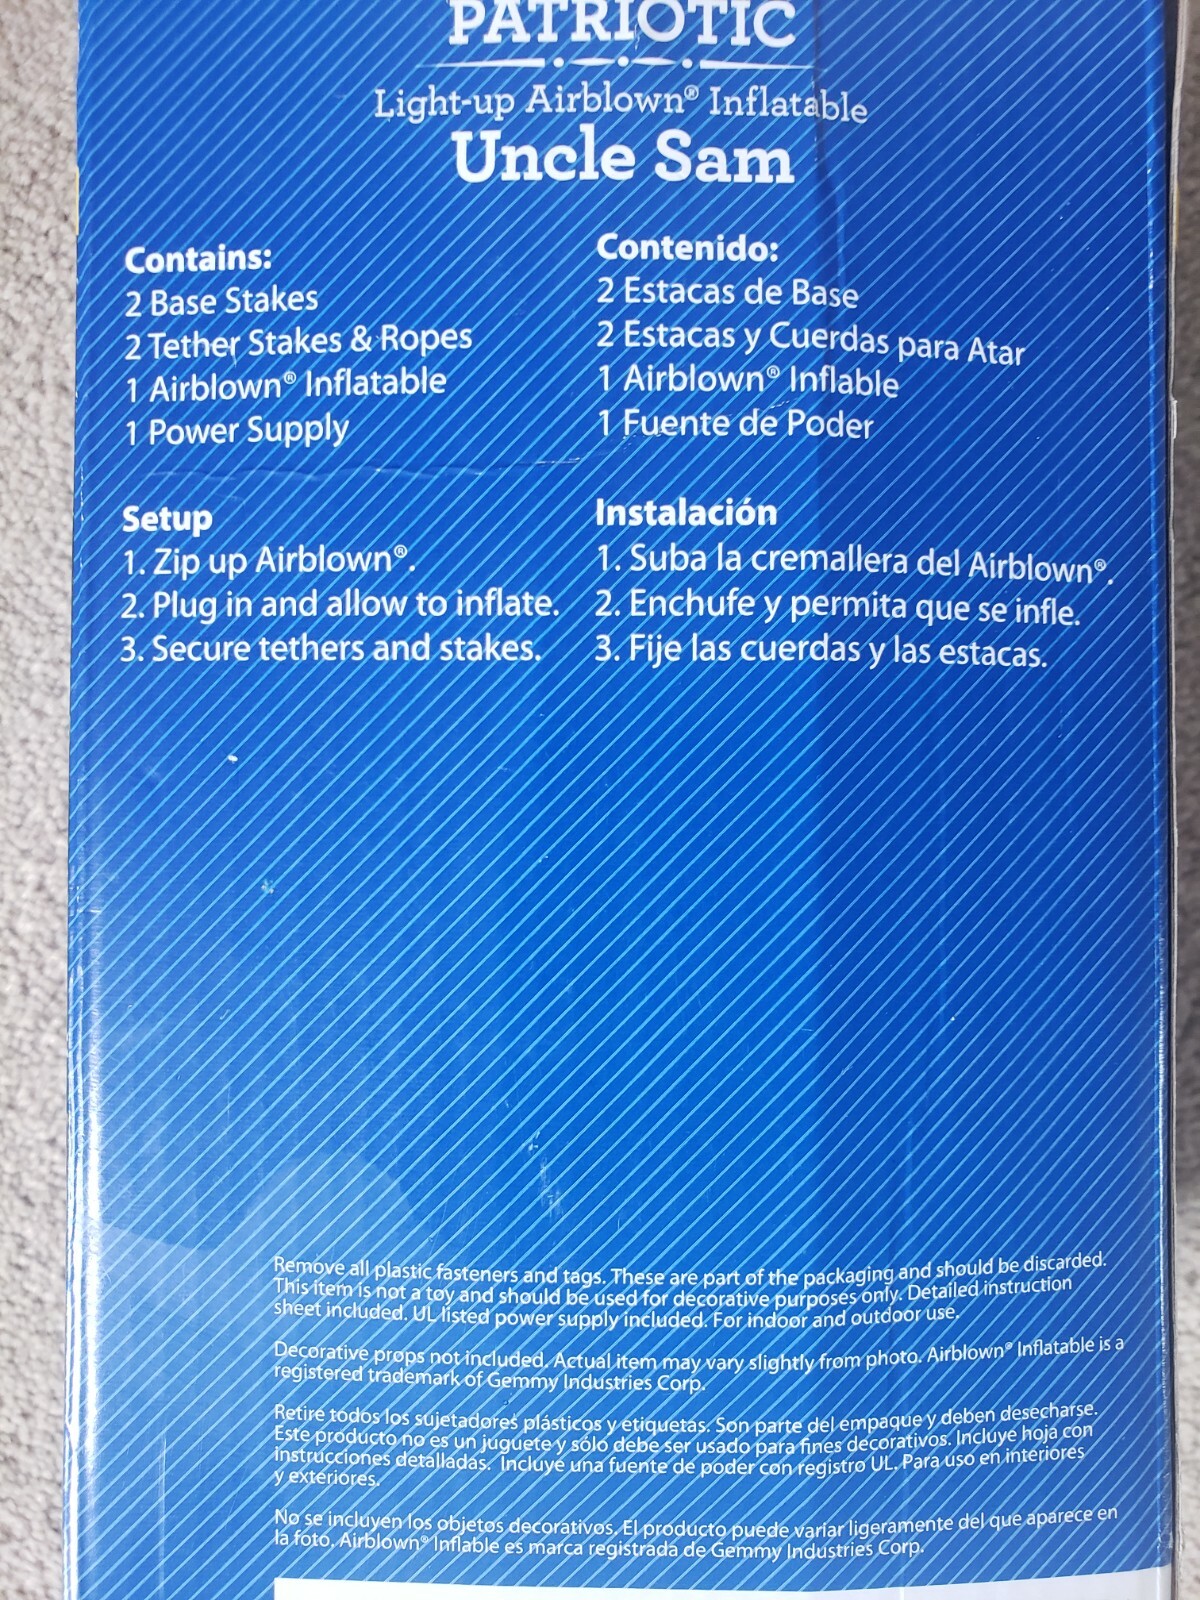 PATRIOTIC
Light-up Airblown® Inflatable
Uncle Sam
Contains:
2 Base Stakes
2 Tether Stakes & Ropes
1 Airblown® Inflatable
1 Power Supply
Contenido:
2 Estacas de Base
2 Estacas y Cuerdas para Atar
1 Airblown® Inflable
1 Fuente de Poder
Setup
1. Zip up Airblown®.
2. Plug in and allow to inflate.
3. Secure tethers and stakes.
Instalación
1. Suba la cremallera del Airblown®.
2. Enchufe y permita que se infle.
3. Fije las cuerdas y las estacas.
Remove all plastic fasteners and tags. These are part of the packaging and should be discarded.
This item is not a toy and should be used for decorative purposes only. Detailed instruction
sheet included. UL listed power supply included. For indoor and outdoor use.
Decorative props not included. Actual item may vary slightly from photo. Airblown® Inflatable is a
registered trademark of Gemmy Industries Corp.
Retire todos los sujetadores plásticos y etiquetas. Son parte del empaque y deben desecharse.
Este producto no es un juguete y sólo debe ser usado para fines decorativos. Incluye hoja con
instrucciones detalladas. Incluye una fuente de poder con registro UL. Para uso en interiores
y exteriores.
No se incluyen los objetos decorativos. El producto puede variar ligeramente del que aparece en
la foto. Airblown® Inflable es marca registrada de Gemmy Industries Corp.